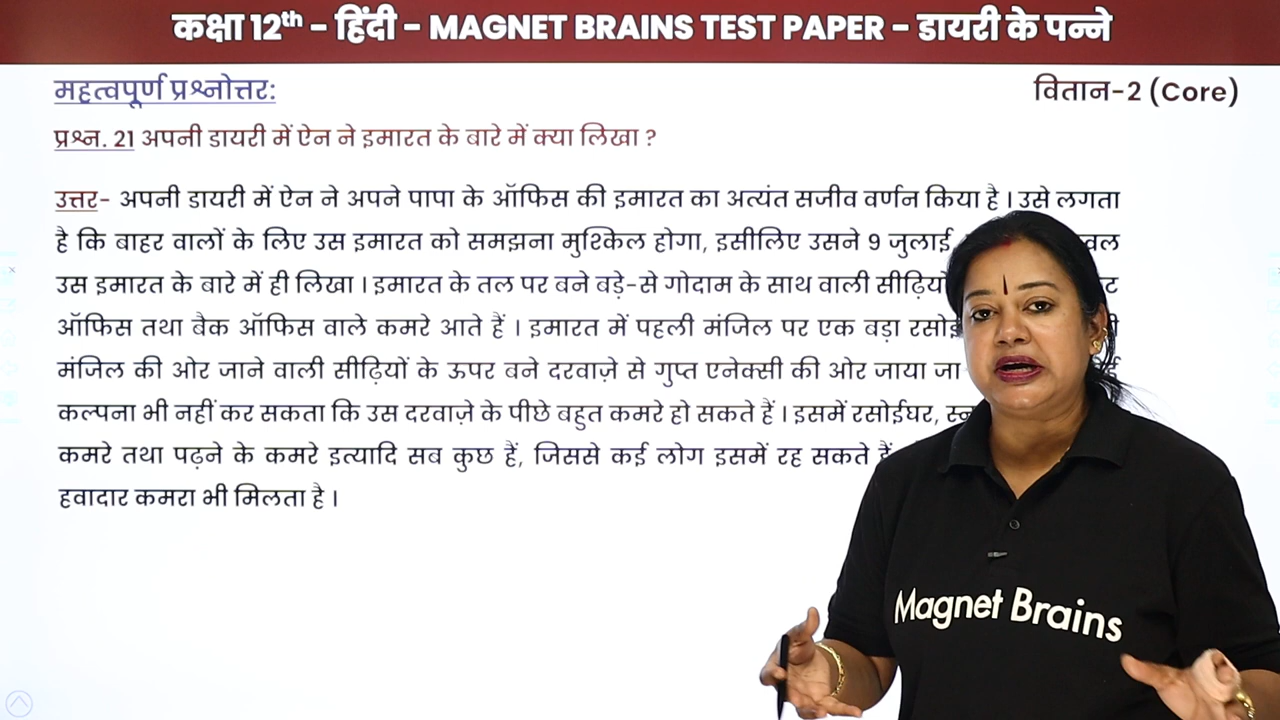 कक्षा 12th - हिंदी - MAGNET BRAINS TEST PAPER - डायरी के पन्ने
महत्वपूर्ण प्रश्नोत्तर:
वितान-2 (Core)
प्रश्न. 21 अपनी डायरी में ऐन ने इमारत के बारे में क्या लिखा ?
उत्तर- अपनी डायरी में ऐन ने अपने पापा के ऑफिस की इमारत का अत्यंत सजीव वर्णन किया है । उसे लगता
है कि बाहर वालों के लिए उस इमारत को समझना मुश्किल होगा, इसीलिए उसने 9 जुलाई
उस इमारत के बारे में ही लिखा । इमारत के तल पर बने बड़े-से गोदाम के साथ वाली
ऑफिस तथा बैक ऑफिस वाले कमरे आते हैं । इमारत में पहली मंजिल पर एक बड़ा
मंजिल की ओर जाने वाली सीढ़ियों के ऊपर बने दरवाज़े से गुप्त एनेक्सी की ओर जाया जा
कल्पना भी नहीं कर सकता कि उस दरवाज़े के पीछे बहुत कमरे हो सकते हैं । इसमें रसोईघर,
कमरे तथा पढ़ने के कमरे इत्यादि सब कुछ हैं, जिससे कई लोग इसमें रह सकते
हवादार कमरा भी मिलता है ।
Magnet Brains